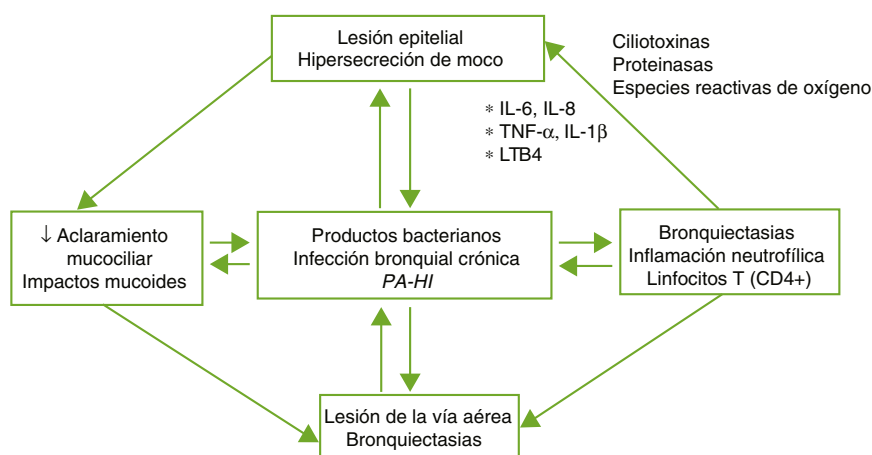 Lesión epitelial
Hipersecreción de moco
Ciliotoxinas
Proteinasas
Especies reactivas de oxígeno
* IL-6, IL-8
* TNF-α, IL-1β
* LTB4
↓ Aclaramiento
mucociliar
Impactos mucoides
Productos bacterianos
Infección bronquial crónica
PA-HI
Bronquiectasias
Inflamación neutrofílica
Linfocitos T (CD4+)
Lesión de la vía aérea
Bronquiectasias